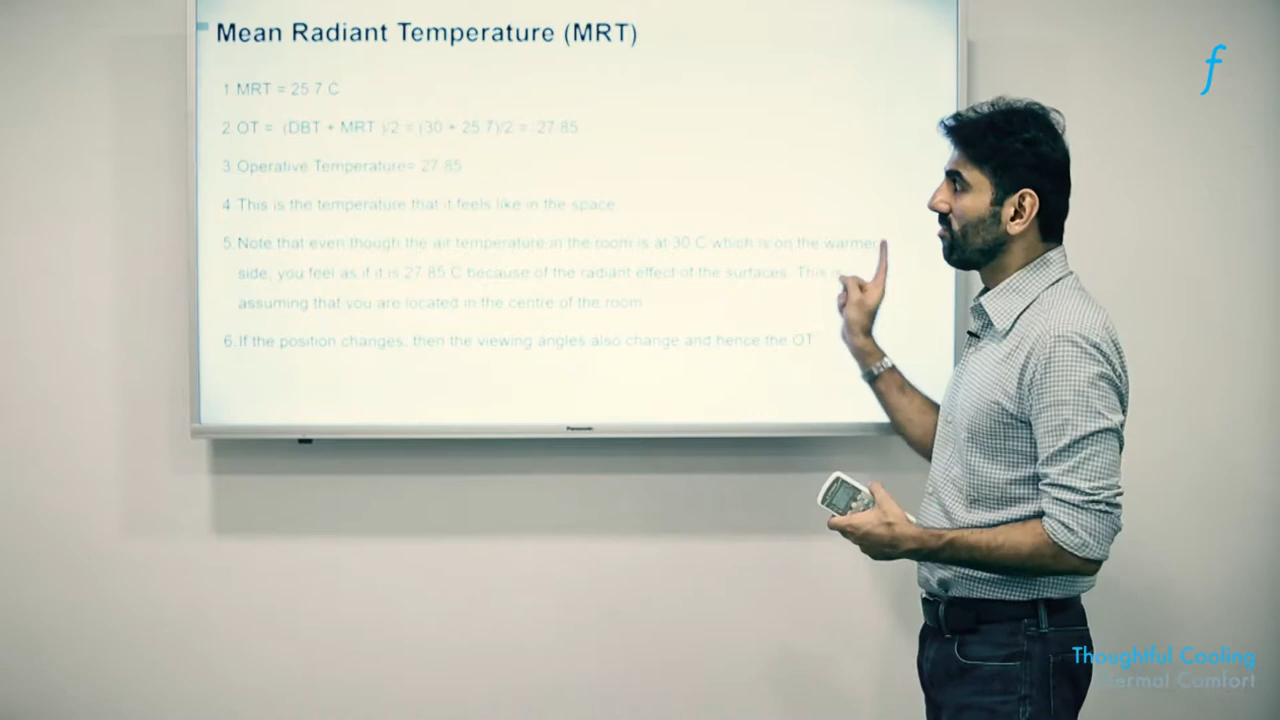 Mean Radiant Temperature (MRT)
1. MRT = 25.7 C
2. OT = (DBT + MRT )/2 = (30 + 25.7)/2 = 27.85
3. Operative Temperature= 27.85
4. This is the temperature that it feels like in the space.
5. Note that even though the air temperature in the room is at 30 C which is on the warmer
side, you feel as if it is 27.85 C because of the radiant effect of the surfaces. This is
assuming that you are located in the centre of the room
6. If the position changes, then the viewing angles also change and hence the OT
Panasonic
f
Thoughtful Cooling
Thermal Comfort